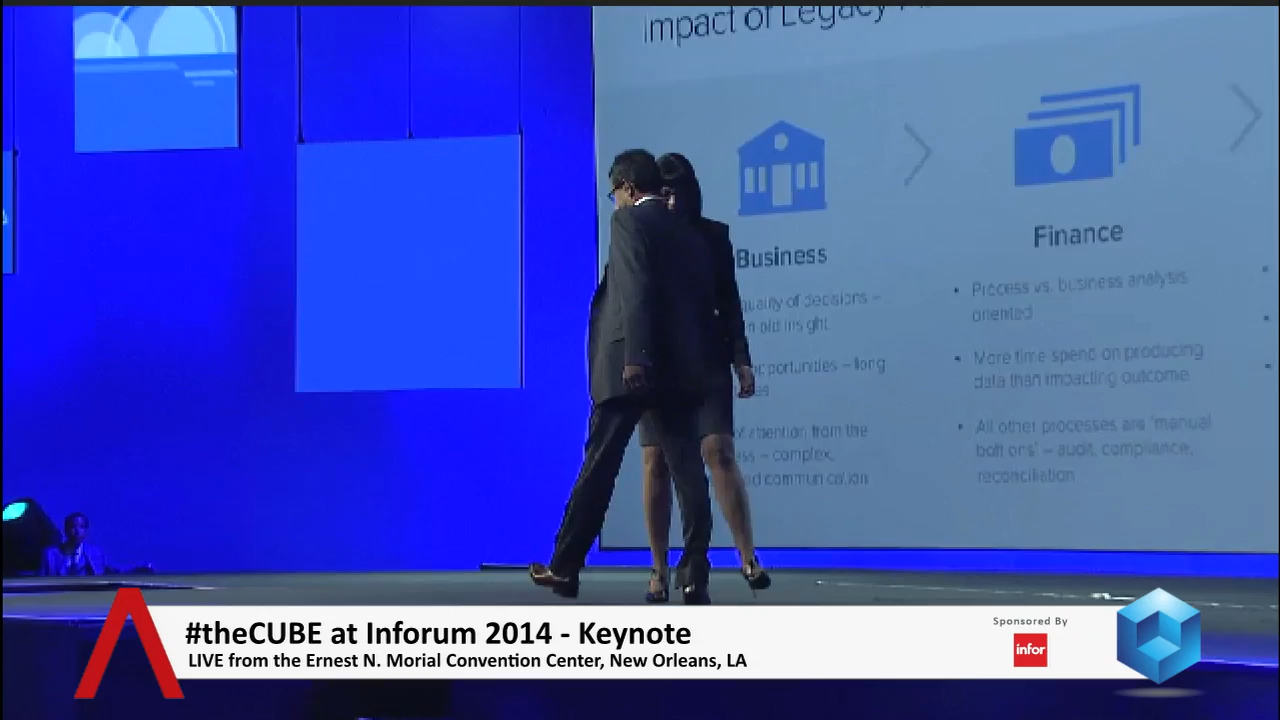 impact of Legacy
Business
Finance
quality of decisions –
old insight
opportunities – long
of attention from the
– complex,
communication
• Process vs. business analysis
oriented
• More time spend on producing
data than impacting outcome
• All other processes are 'manual
bolt ons' – audit, compliance,
reconciliation
#theCUBE at Inforum 2014 - Keynote
LIVE from the Ernest N. Morial Convention Center, New Orleans, LA
Sponsored By
infor